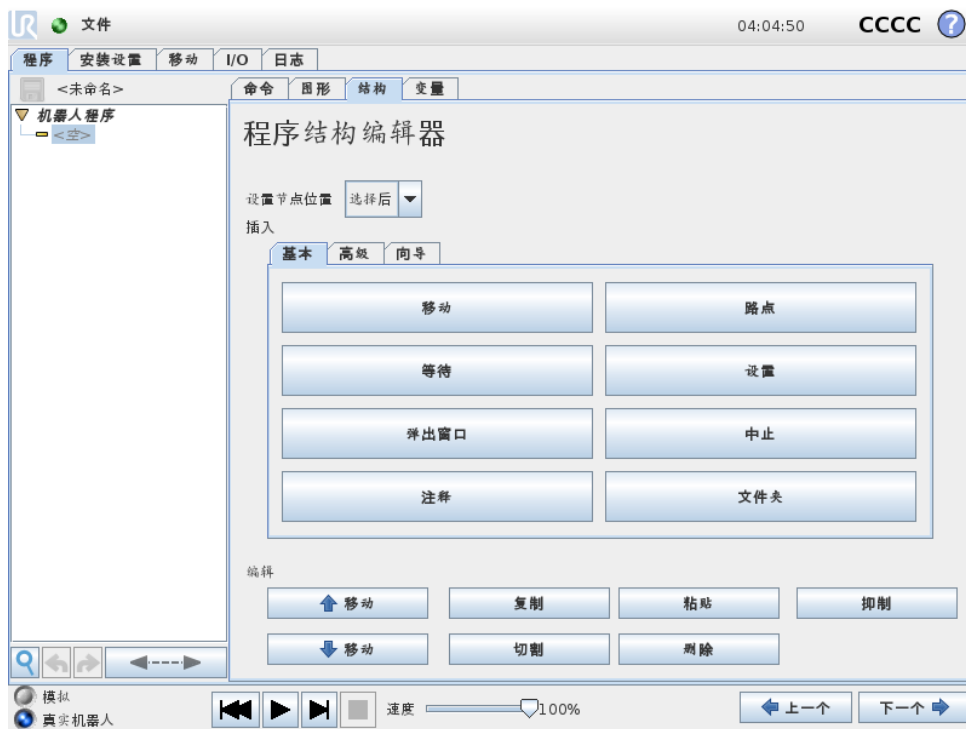 UR 文件 04:04:50 CCCC ?
程序 安装设置 移动 I/O 日志
<未命名> 命令 图形 结构 变量
机器人程序
<空>
程序结构编辑器
设置节点位置 选择后
插入
基本 高级 向导
移动 路点
等待 设置
弹出窗口 中止
注释 文件夹
编辑
移动 复制 粘贴 抑制
移动 切割 删除
模拟
真实机器人
速度 100% 上一个 下一个